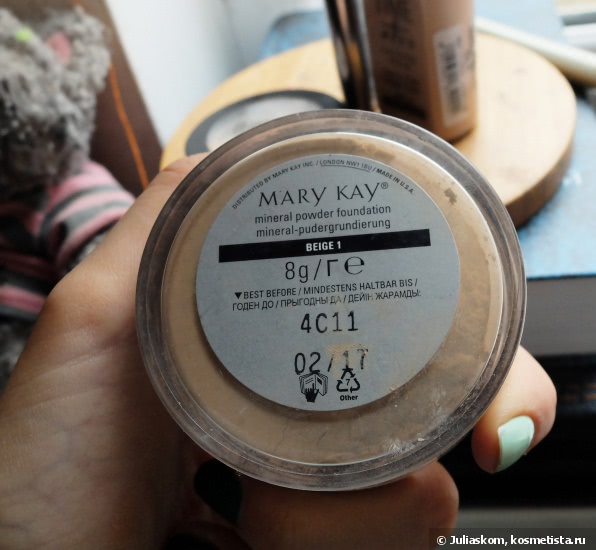 DISTRIBUTED BY MARY KAY INC. / LONDON NW1 1BU / MADE IN U.S.A.
MARY KAY®
mineral powder foundation
mineral-pudergrundierung
BEIGE 1
8g/г℮
▼BEST BEFORE / MINDESTENS HALTBAR BIS /
ГОДЕН ДО / ПРЫГОДНЫ ДА / ДЕЙІН ЖАРАМДЫ:
4C11
02/17
7
Other
© Juliaskom, kosmetista.ru